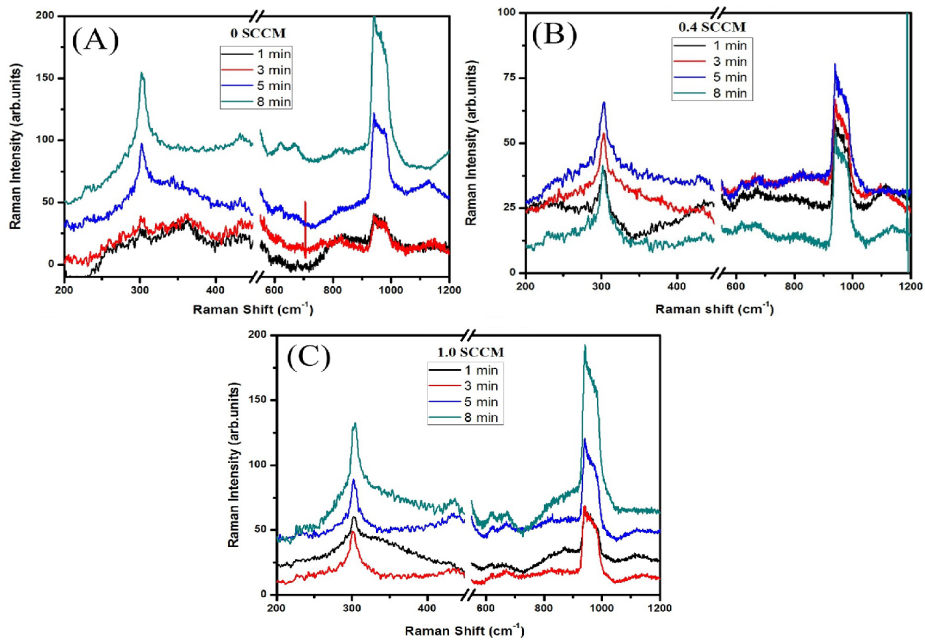 (A)
0 SCCM
1 min
3 min
5 min
8 min
Raman Intensity (arb.units)
200
150
100
50
0
200 300 400 600 800 1000 1200
Raman Shift (cm-1)
(B)
0.4 SCCM
1 min
3 min
5 min
8 min
Raman Intensity (arb.units)
100
75
50
25
0
200 300 400 600 800 1000 1200
Raman shift (cm-1)
(C)
1.0 SCCM
1 min
3 min
5 min
8 min
Raman Intensity (arb.units)
200
150
100
50
0
200 300 400 600 800 1000 1200
Raman Shift (cm-1)